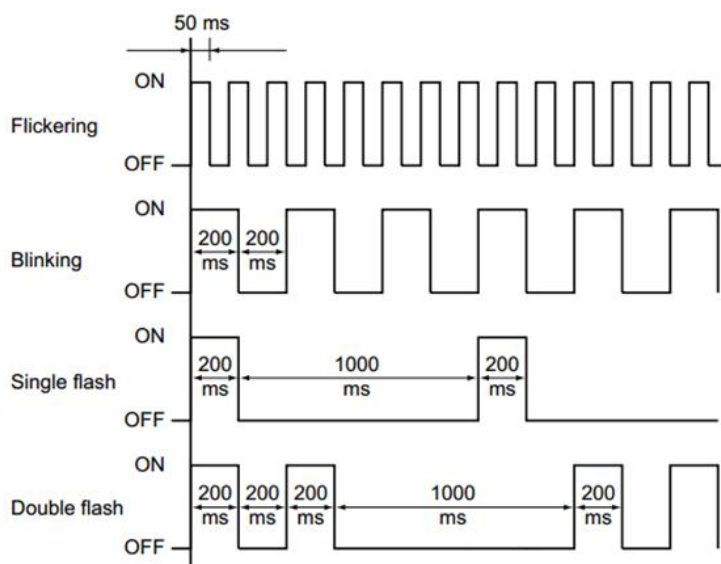 50 ms
ON
Flickering
OFF
ON
200 200
Blinking
ms ms
OFF
ON
200 1000 200
Single flash
ms ms ms
OFF
ON
200 200 200 1000 200
Double flash
ms ms ms ms ms
OFF